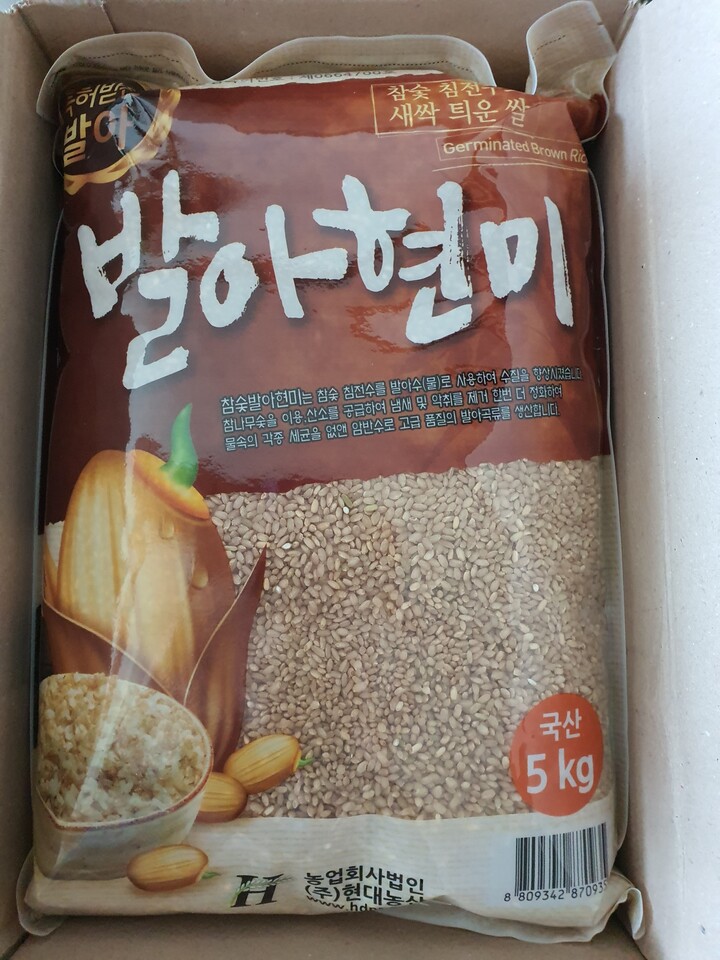 발아
참숯 침전수
새싹 틔운 쌀
Germinated Brown Ric
발아현미
참숯발아현미는 참숯 침전수를 발아수(물)로 사용하여 수질을 향상시켰습니다
참나무숯을 이용,산소를 공급하여 냄새 및 악취를 제거 한번 더 정화하여
물속의 각종 세균을 없앤 암반수로 고급 품질의 발아곡류를 생산합니다.
국산
5 kg
H
농업회사법인
(주)현대농산
8 809342 87093